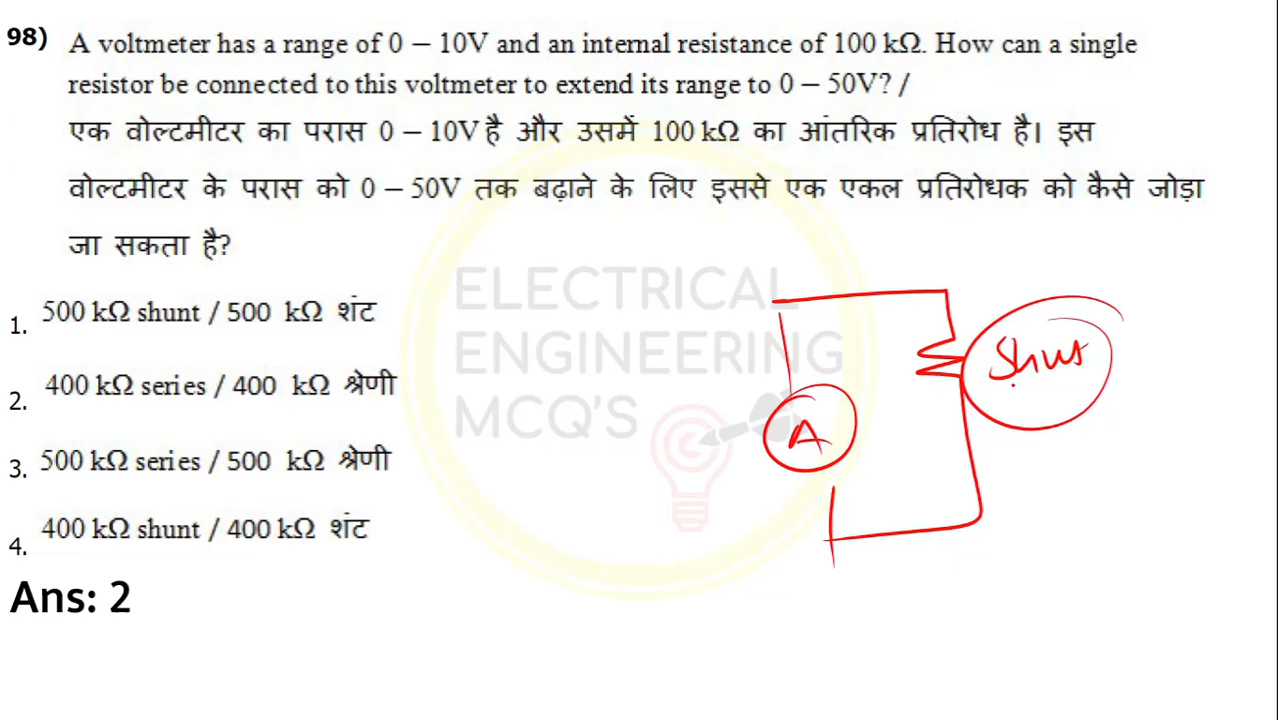 98) A voltmeter has a range of 0 – 10V and an internal resistance of 100 kΩ. How can a single
resistor be connected to this voltmeter to extend its range to 0 – 50V? /
एक वोल्टमीटर का परास 0 – 10V है और उसमें 100 kΩ का आंतरिक प्रतिरोध है। इस
वोल्टमीटर के परास को 0 – 50V तक बढ़ाने के लिए इससे एक एकल प्रतिरोधक को कैसे जोड़ा
जा सकता है?
1. 500 kΩ shunt / 500 kΩ शंट
2. 400 kΩ series / 400 kΩ श्रेणी
3. 500 kΩ series / 500 kΩ श्रेणी
4. 400 kΩ shunt / 400 kΩ शंट
Ans: 2
ELECTRICAL
ENGINEERING
MCQ'S
Shunt
A